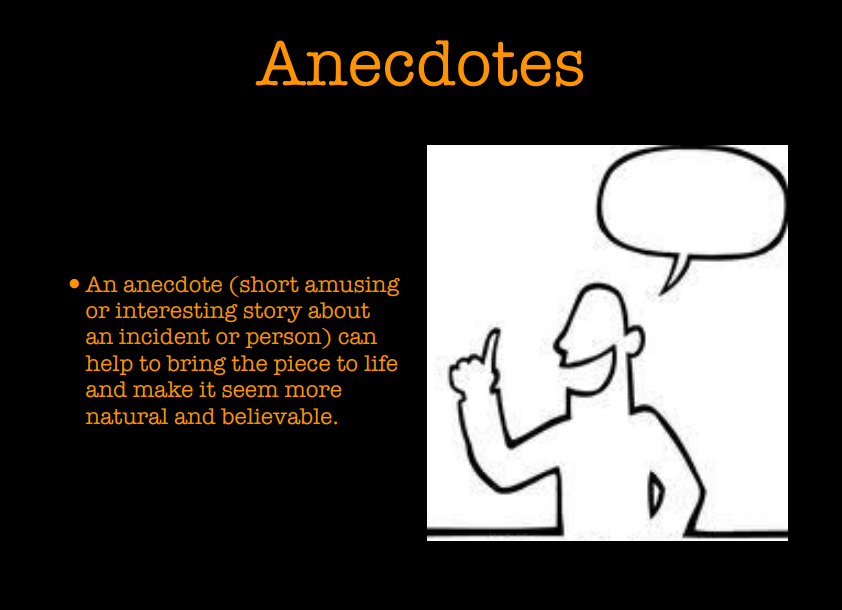 Anecdotes
• An anecdote (short amusing
or interesting story about
an incident or person) can
help to bring the piece to life
and make it seem more
natural and believable.